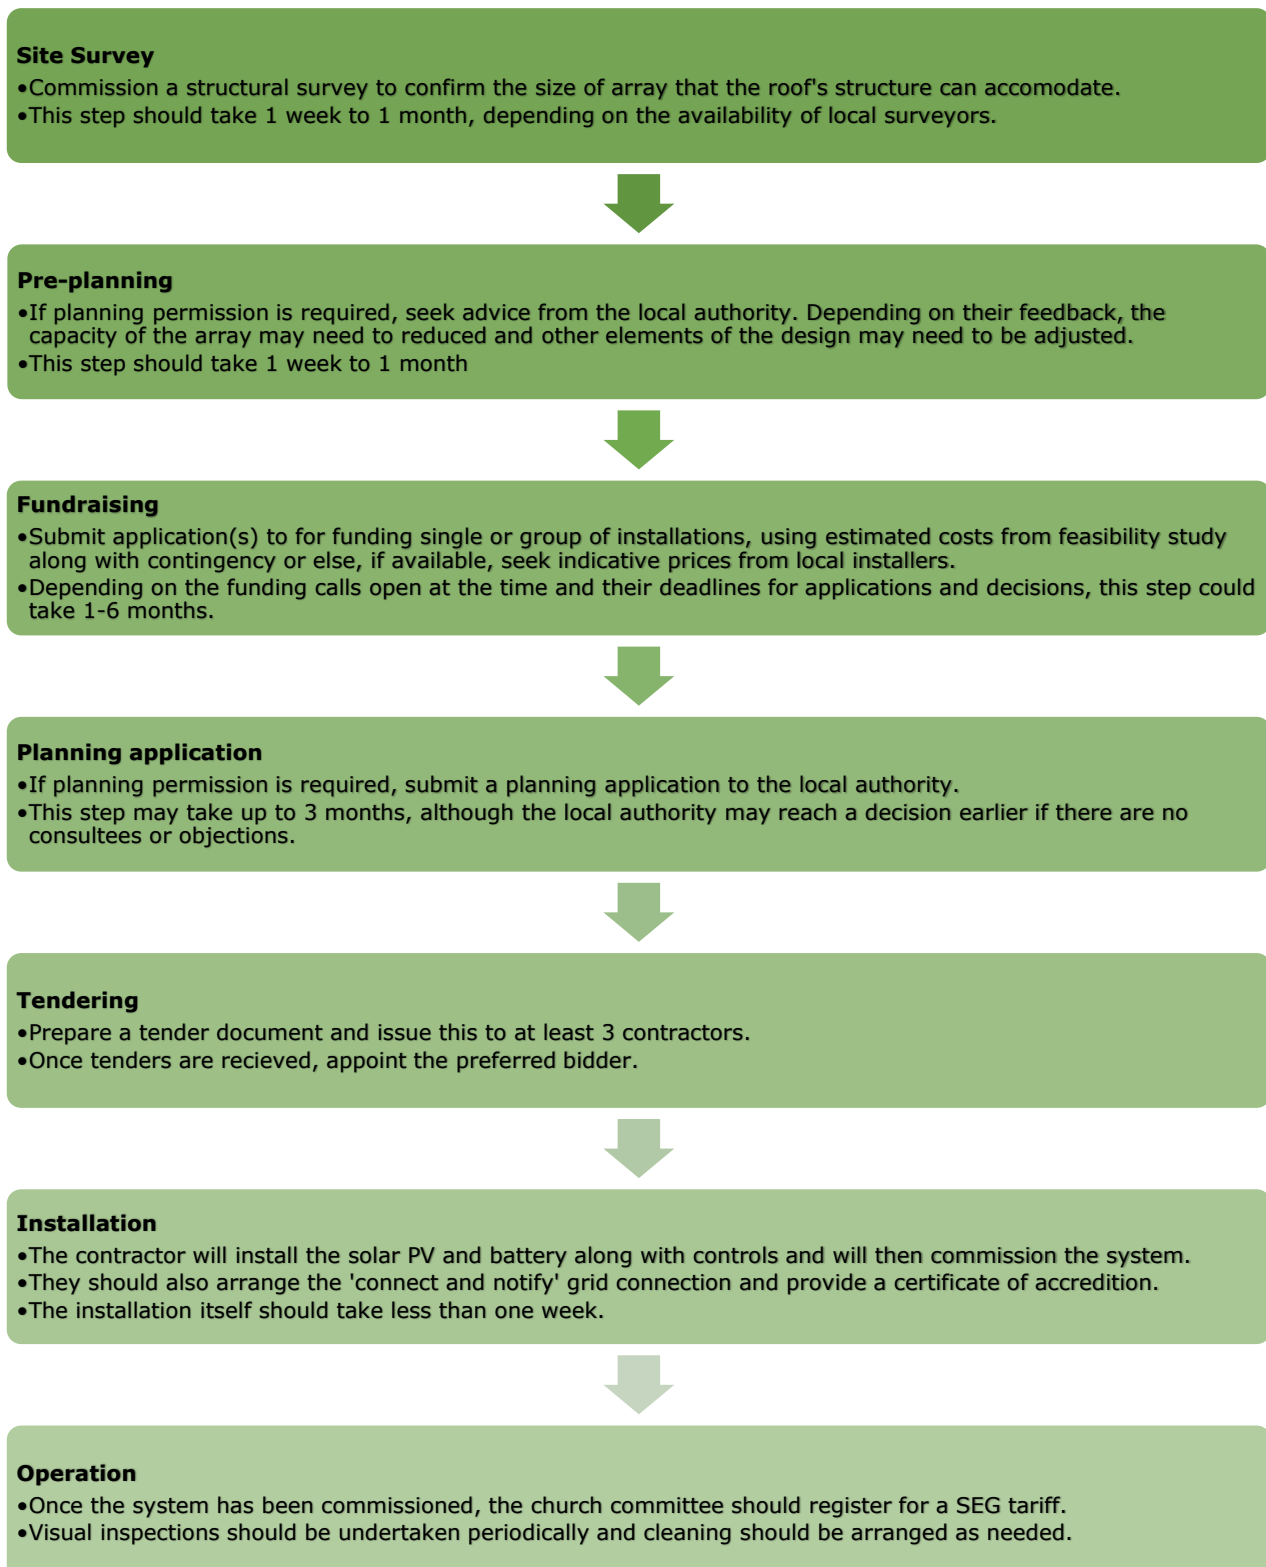 Site Survey
•Commission a structural survey to confirm the size of array that the roof's structure can accomodate.
•This step should take 1 week to 1 month, depending on the availability of local surveyors.
Pre-planning
•If planning permission is required, seek advice from the local authority. Depending on their feedback, the
capacity of the array may need to reduced and other elements of the design may need to be adjusted.
•This step should take 1 week to 1 month
Fundraising
•Submit application(s) to for funding single or group of installations, using estimated costs from feasibility study
along with contingency or else, if available, seek indicative prices from local installers.
•Depending on the funding calls open at the time and their deadlines for applications and decisions, this step could
take 1-6 months.
Planning application
•If planning permission is required, submit a planning application to the local authority.
•This step may take up to 3 months, although the local authority may reach a decision earlier if there are no
consultees or objections.
Tendering
•Prepare a tender document and issue this to at least 3 contractors.
•Once tenders are recieved, appoint the preferred bidder.
Installation
•The contractor will install the solar PV and battery along with controls and will then commission the system.
•They should also arrange the 'connect and notify' grid connection and provide a certificate of accredition.
•The installation itself should take less than one week.
Operation
•Once the system has been commissioned, the church committee should register for a SEG tariff.
•Visual inspections should be undertaken periodically and cleaning should be arranged as needed.